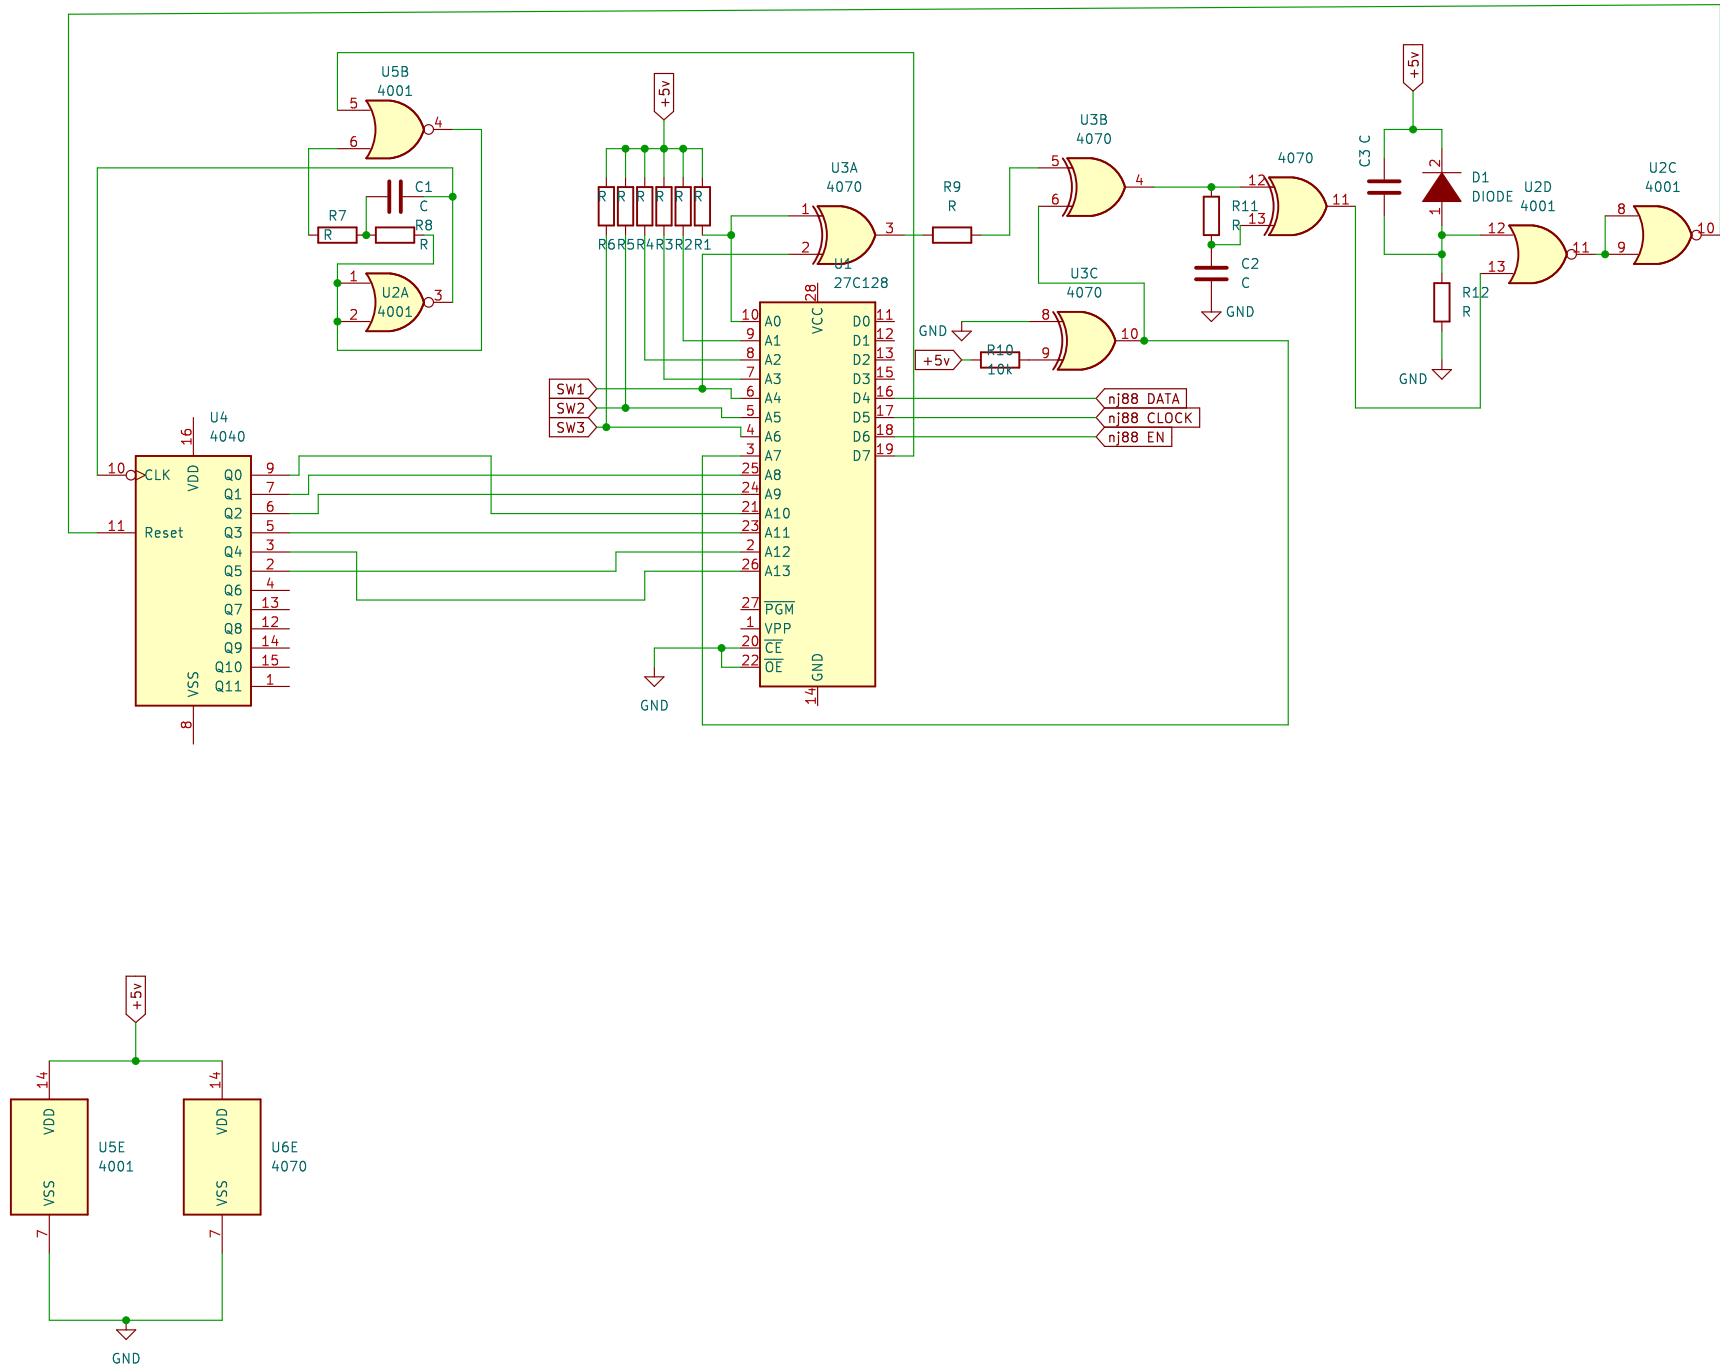 U5B
4001
5
6
4
C1
C
R7
R
R8
R
U2A
4001
1
2
3
+5v
R
R
R
R
R
R
R6
R5
R4
R3
R2
R1
U3A
4070
1
2
3
R9
R
U3B
4070
5
6
4
4070
12
13
11
R11
R
C2
C
GND
U3C
4070
8
9
10
GND
+5v
R10
10k
+5v
C3 C
2
1
D1
DIODE
R12
R
GND
U2D
4001
12
13
11
U2C
4001
8
9
10
SW1
SW2
SW3
U1
27C128
28
VCC
10 A0
9 A1
8 A2
7 A3
6 A4
5 A5
4 A6
3 A7
25 A8
24 A9
21 A10
23 A11
2 A12
26 A13
27 PGM
1 VPP
20 CE
22 OE
D0 11
D1 12
D2 13
D3 15
D4 16
D5 17
D6 18
D7 19
GND
14
nj88 DATA
nj88 CLOCK
nj88 EN
GND
U4
4040
16
VDD
10 CLK
11 Reset
Q0 9
Q1 7
Q2 6
Q3 5
Q4 3
Q5 2
Q6 4
Q7 13
Q8 12
Q9 14
Q10 15
Q11 1
VSS
8
+5v
14
VDD
U5E
4001
VSS
7
14
VDD
U6E
4070
VSS
7
GND